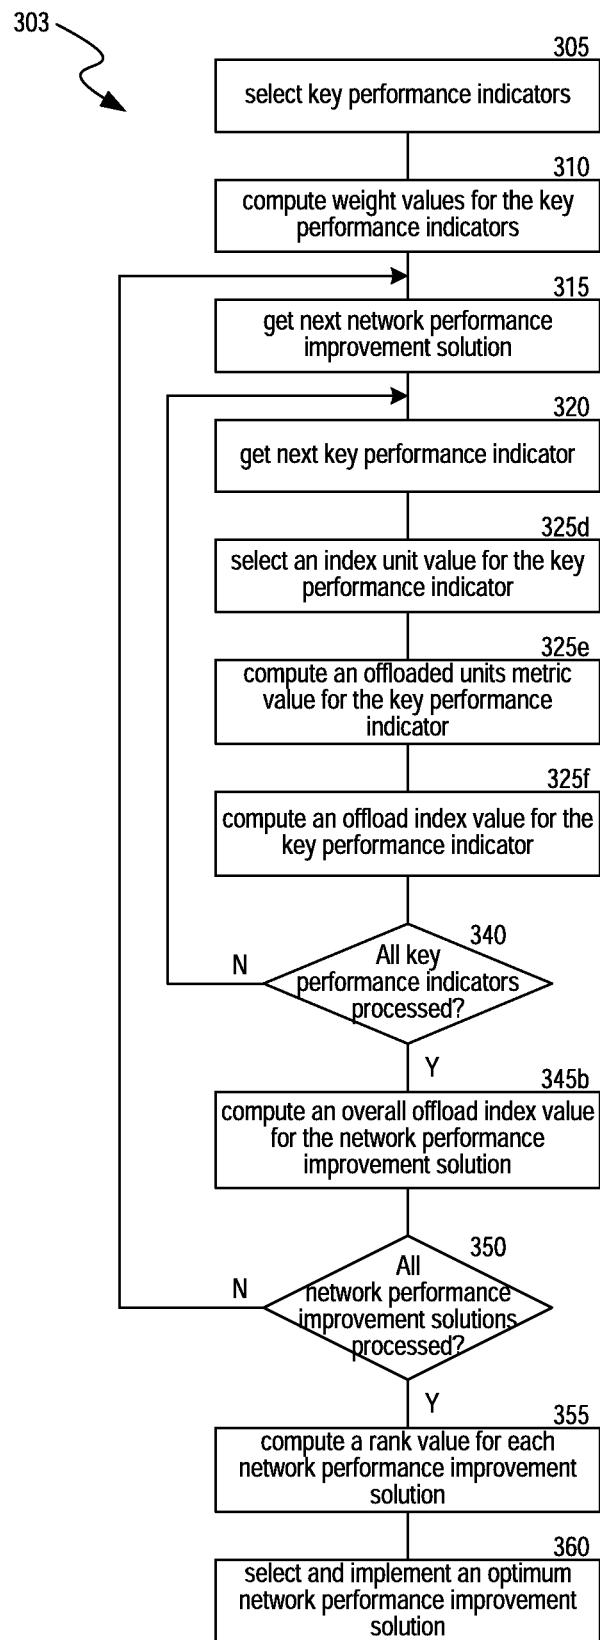 303
305
select key performance indicators
310
compute weight values for the key
performance indicators
315
get next network performance
improvement solution
320
get next key performance indicator
325d
select an index unit value for the key
performance indicator
325e
compute an offloaded units metric
value for the key performance
indicator
325f
compute an offload index value for the
key performance indicator
340
All key
performance indicators
processed?
N
Y
345b
compute an overall offload index value
for the network performance
improvement solution
350
All
network performance
improvement solutions
processed?
N
Y
355
compute a rank value for each
network performance improvement
solution
360
select and implement an optimum
network performance improvement
solution